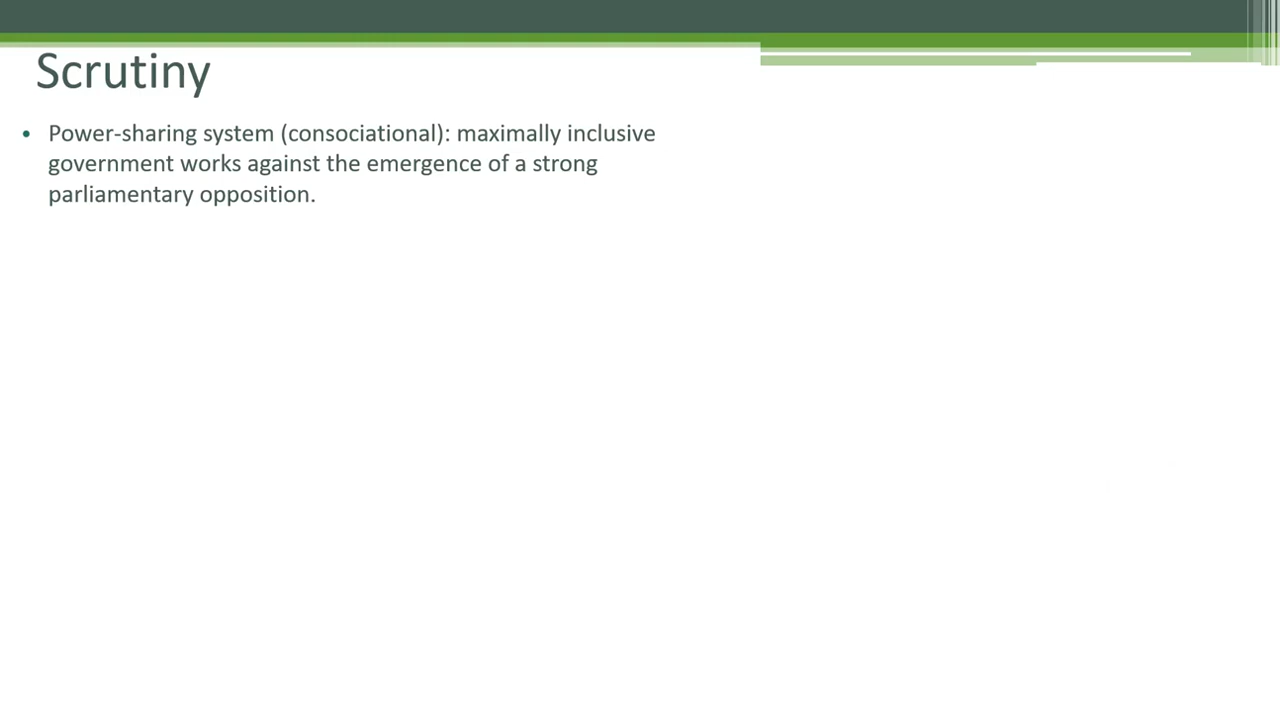 Scrutiny
• Power-sharing system (consociational): maximally inclusive
government works against the emergence of a strong
parliamentary opposition.